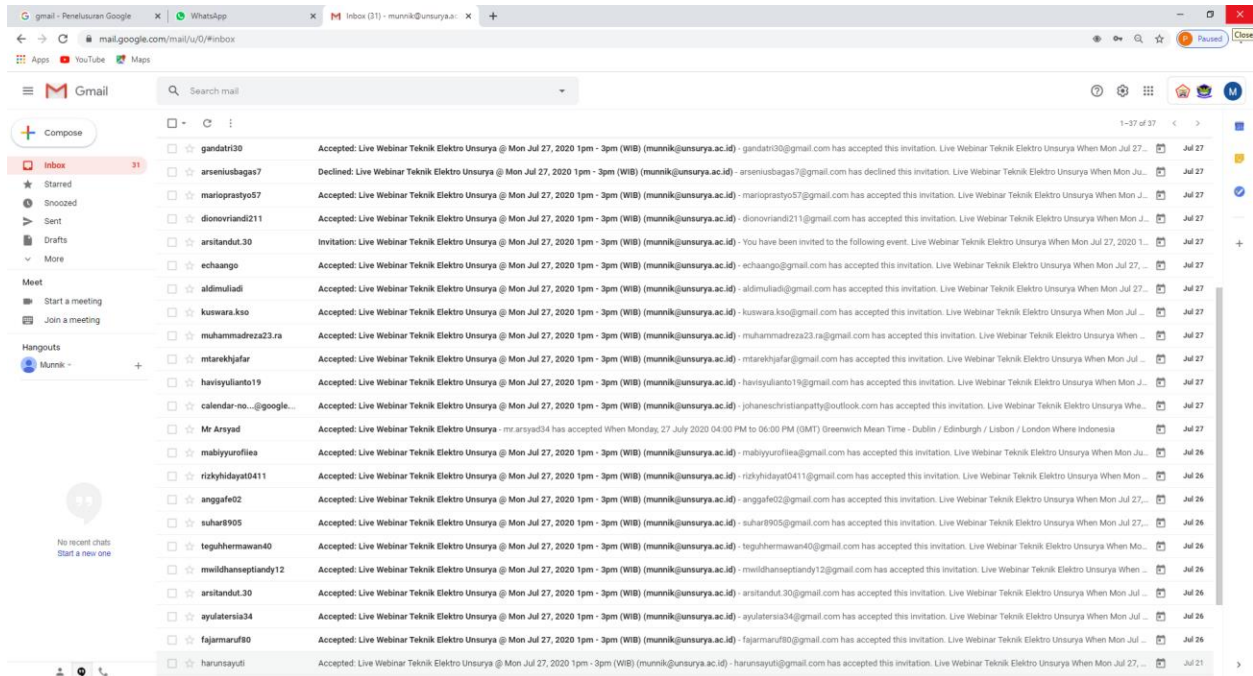 gmail - Penelusuran Google
WhatsApp
Inbox (31) - munnik@unsurya.ac
mail.google.com/mail/u/0/#inbox
Paused
Close
Apps YouTube Maps
Gmail
Search mail
M
Compose
1–37 of 37
Inbox 31
Starred
Snoozed
Sent
Drafts
More
Meet
Start a meeting
Join a meeting
Hangouts
Munnik
No recent chats
Start a new one
gandatri30 Accepted: Live Webinar Teknik Elektro Unsurya @ Mon Jul 27, 2020 1pm - 3pm (WIB) (munnik@unsurya.ac.id) - gandatri30@gmail.com has accepted this invitation. Live Webinar Teknik Elektro Unsurya When Mon Jul 27... Jul 27
arseniusbagas7 Declined: Live Webinar Teknik Elektro Unsurya @ Mon Jul 27, 2020 1pm - 3pm (WIB) (munnik@unsurya.ac.id) - arseniusbagas7@gmail.com has declined this invitation. Live Webinar Teknik Elektro Unsurya When Mon Ju... Jul 27
marioprastyo57 Accepted: Live Webinar Teknik Elektro Unsurya @ Mon Jul 27, 2020 1pm - 3pm (WIB) (munnik@unsurya.ac.id) - marioprastyo57@gmail.com has accepted this invitation. Live Webinar Teknik Elektro Unsurya When Mon J... Jul 27
dionovriandi211 Accepted: Live Webinar Teknik Elektro Unsurya @ Mon Jul 27, 2020 1pm - 3pm (WIB) (munnik@unsurya.ac.id) - dionovriandi211@gmail.com has accepted this invitation. Live Webinar Teknik Elektro Unsurya When Mon J... Jul 27
arsitandut.30 Invitation: Live Webinar Teknik Elektro Unsurya @ Mon Jul 27, 2020 1pm - 3pm (WIB) (munnik@unsurya.ac.id) - You have been invited to the following event. Live Webinar Teknik Elektro Unsurya When Mon Jul 27, 2020 1... Jul 27
echaango Accepted: Live Webinar Teknik Elektro Unsurya @ Mon Jul 27, 2020 1pm - 3pm (WIB) (munnik@unsurya.ac.id) - echaango@gmail.com has accepted this invitation. Live Webinar Teknik Elektro Unsurya When Mon Jul 27, ... Jul 27
aldimuliadi Accepted: Live Webinar Teknik Elektro Unsurya @ Mon Jul 27, 2020 1pm - 3pm (WIB) (munnik@unsurya.ac.id) - aldimuliadi@gmail.com has accepted this invitation. Live Webinar Teknik Elektro Unsurya When Mon Jul 27... Jul 27
kuswara.kso Accepted: Live Webinar Teknik Elektro Unsurya @ Mon Jul 27, 2020 1pm - 3pm (WIB) (munnik@unsurya.ac.id) - kuswara.kso@gmail.com has accepted this invitation. Live Webinar Teknik Elektro Unsurya When Mon Jul ... Jul 27
muhammadreza23.ra Accepted: Live Webinar Teknik Elektro Unsurya @ Mon Jul 27, 2020 1pm - 3pm (WIB) (munnik@unsurya.ac.id) - muhammadreza23.ra@gmail.com has accepted this invitation. Live Webinar Teknik Elektro Unsurya When ... Jul 27
mtarekhjafar Accepted: Live Webinar Teknik Elektro Unsurya @ Mon Jul 27, 2020 1pm - 3pm (WIB) (munnik@unsurya.ac.id) - mtarekhjafar@gmail.com has accepted this invitation. Live Webinar Teknik Elektro Unsurya When Mon Jul ... Jul 27
havisyulianto19 Accepted: Live Webinar Teknik Elektro Unsurya @ Mon Jul 27, 2020 1pm - 3pm (WIB) (munnik@unsurya.ac.id) - havisyulianto19@gmail.com has accepted this invitation. Live Webinar Teknik Elektro Unsurya When Mon J... Jul 27
calendar-no...@google... Accepted: Live Webinar Teknik Elektro Unsurya @ Mon Jul 27, 2020 1pm - 3pm (WIB) (munnik@unsurya.ac.id) - johaneschristianpatty@outlook.com has accepted this invitation. Live Webinar Teknik Elektro Unsurya Whe... Jul 27
Mr Arsyad Accepted: Live Webinar Teknik Elektro Unsurya - mr.arsyad34 has accepted When Monday, 27 July 2020 04:00 PM to 06:00 PM (GMT) Greenwich Mean Time - Dublin / Edinburgh / Lisbon / London Where Indonesia Jul 27
mabiyyurofiiea Accepted: Live Webinar Teknik Elektro Unsurya @ Mon Jul 27, 2020 1pm - 3pm (WIB) (munnik@unsurya.ac.id) - mabiyyurofiiea@gmail.com has accepted this invitation. Live Webinar Teknik Elektro Unsurya When Mon Ju... Jul 26
rizkyhidayat0411 Accepted: Live Webinar Teknik Elektro Unsurya @ Mon Jul 27, 2020 1pm - 3pm (WIB) (munnik@unsurya.ac.id) - rizkyhidayat0411@gmail.com has accepted this invitation. Live Webinar Teknik Elektro Unsurya When Mon ... Jul 26
anggafe02 Accepted: Live Webinar Teknik Elektro Unsurya @ Mon Jul 27, 2020 1pm - 3pm (WIB) (munnik@unsurya.ac.id) - anggafe02@gmail.com has accepted this invitation. Live Webinar Teknik Elektro Unsurya When Mon Jul 27,... Jul 26
suhar8905 Accepted: Live Webinar Teknik Elektro Unsurya @ Mon Jul 27, 2020 1pm - 3pm (WIB) (munnik@unsurya.ac.id) - suhar8905@gmail.com has accepted this invitation. Live Webinar Teknik Elektro Unsurya When Mon Jul 27,... Jul 26
teguhhermawan40 Accepted: Live Webinar Teknik Elektro Unsurya @ Mon Jul 27, 2020 1pm - 3pm (WIB) (munnik@unsurya.ac.id) - teguhhermawan40@gmail.com has accepted this invitation. Live Webinar Teknik Elektro Unsurya When Mo... Jul 26
mwildhanseptiandy12 Accepted: Live Webinar Teknik Elektro Unsurya @ Mon Jul 27, 2020 1pm - 3pm (WIB) (munnik@unsurya.ac.id) - mwildhanseptiandy12@gmail.com has accepted this invitation. Live Webinar Teknik Elektro Unsurya When ... Jul 26
arsitandut.30 Accepted: Live Webinar Teknik Elektro Unsurya @ Mon Jul 27, 2020 1pm - 3pm (WIB) (munnik@unsurya.ac.id) - arsitandut.30@gmail.com has accepted this invitation. Live Webinar Teknik Elektro Unsurya When Mon Jul ... Jul 26
ayulatersia34 Accepted: Live Webinar Teknik Elektro Unsurya @ Mon Jul 27, 2020 1pm - 3pm (WIB) (munnik@unsurya.ac.id) - ayulatersia34@gmail.com has accepted this invitation. Live Webinar Teknik Elektro Unsurya When Mon Jul ... Jul 26
fajarmaruf80 Accepted: Live Webinar Teknik Elektro Unsurya @ Mon Jul 27, 2020 1pm - 3pm (WIB) (munnik@unsurya.ac.id) - fajarmaruf80@gmail.com has accepted this invitation. Live Webinar Teknik Elektro Unsurya When Mon Jul ... Jul 26
harunsayuti Accepted: Live Webinar Teknik Elektro Unsurya @ Mon Jul 27, 2020 1pm - 3pm (WIB) (munnik@unsurya.ac.id) - harunsayuti@gmail.com has accepted this invitation. Live Webinar Teknik Elektro Unsurya When Mon Jul 27, ... Jul 21